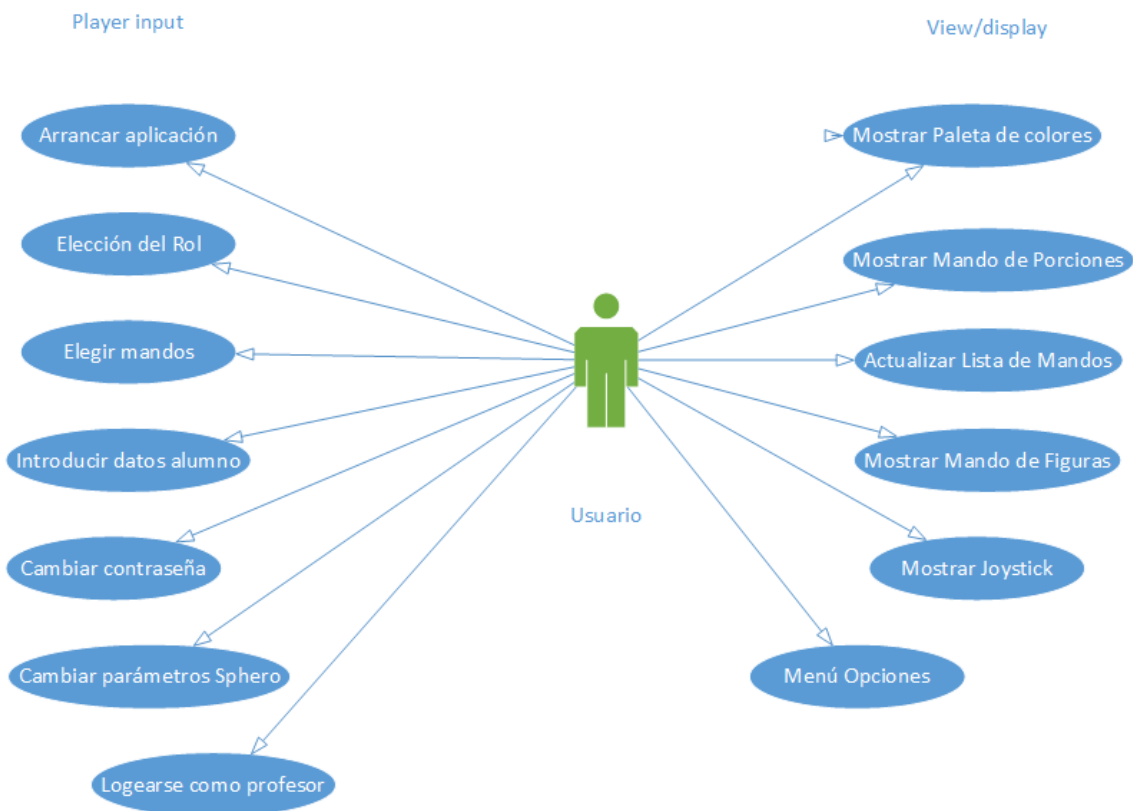 Player input
View/display
Arrancar aplicación
Mostrar Paleta de colores
Elección del Rol
Mostrar Mando de Porciones
Elegir mandos
Actualizar Lista de Mandos
Introducir datos alumno
Mostrar Mando de Figuras
Usuario
Cambiar contraseña
Mostrar Joystick
Cambiar parámetros Sphero
Menú Opciones
Logearse como profesor